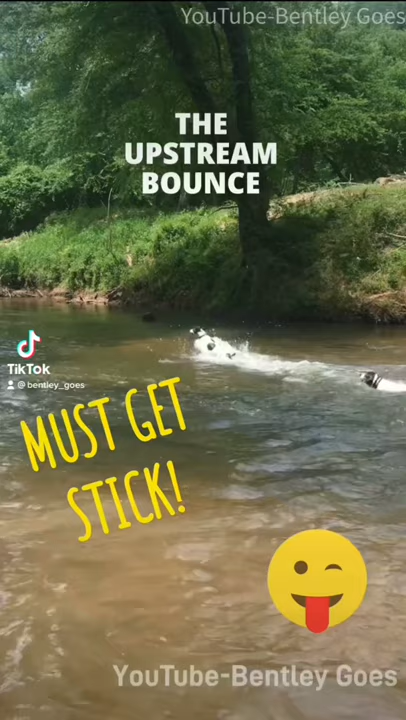 YouTube-Bentley Goes
THE
UPSTREAM
BOUNCE
TikTok
@bentley_goes
MUST GET
STICK!
YouTube-Bentley Goes